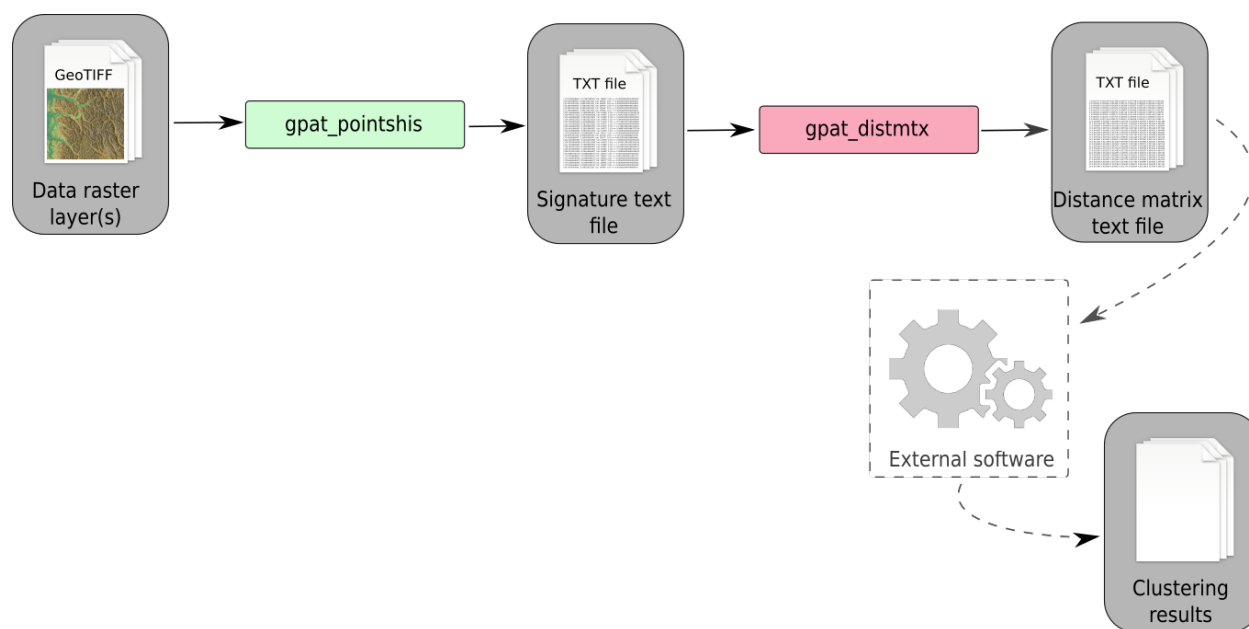 GeoTIFF
Data raster
layer(s)
gpat_pointshis
TXT file
Signature text
file
gpat_distmtx
TXT file
Distance matrix
text file
External software
Clustering
results